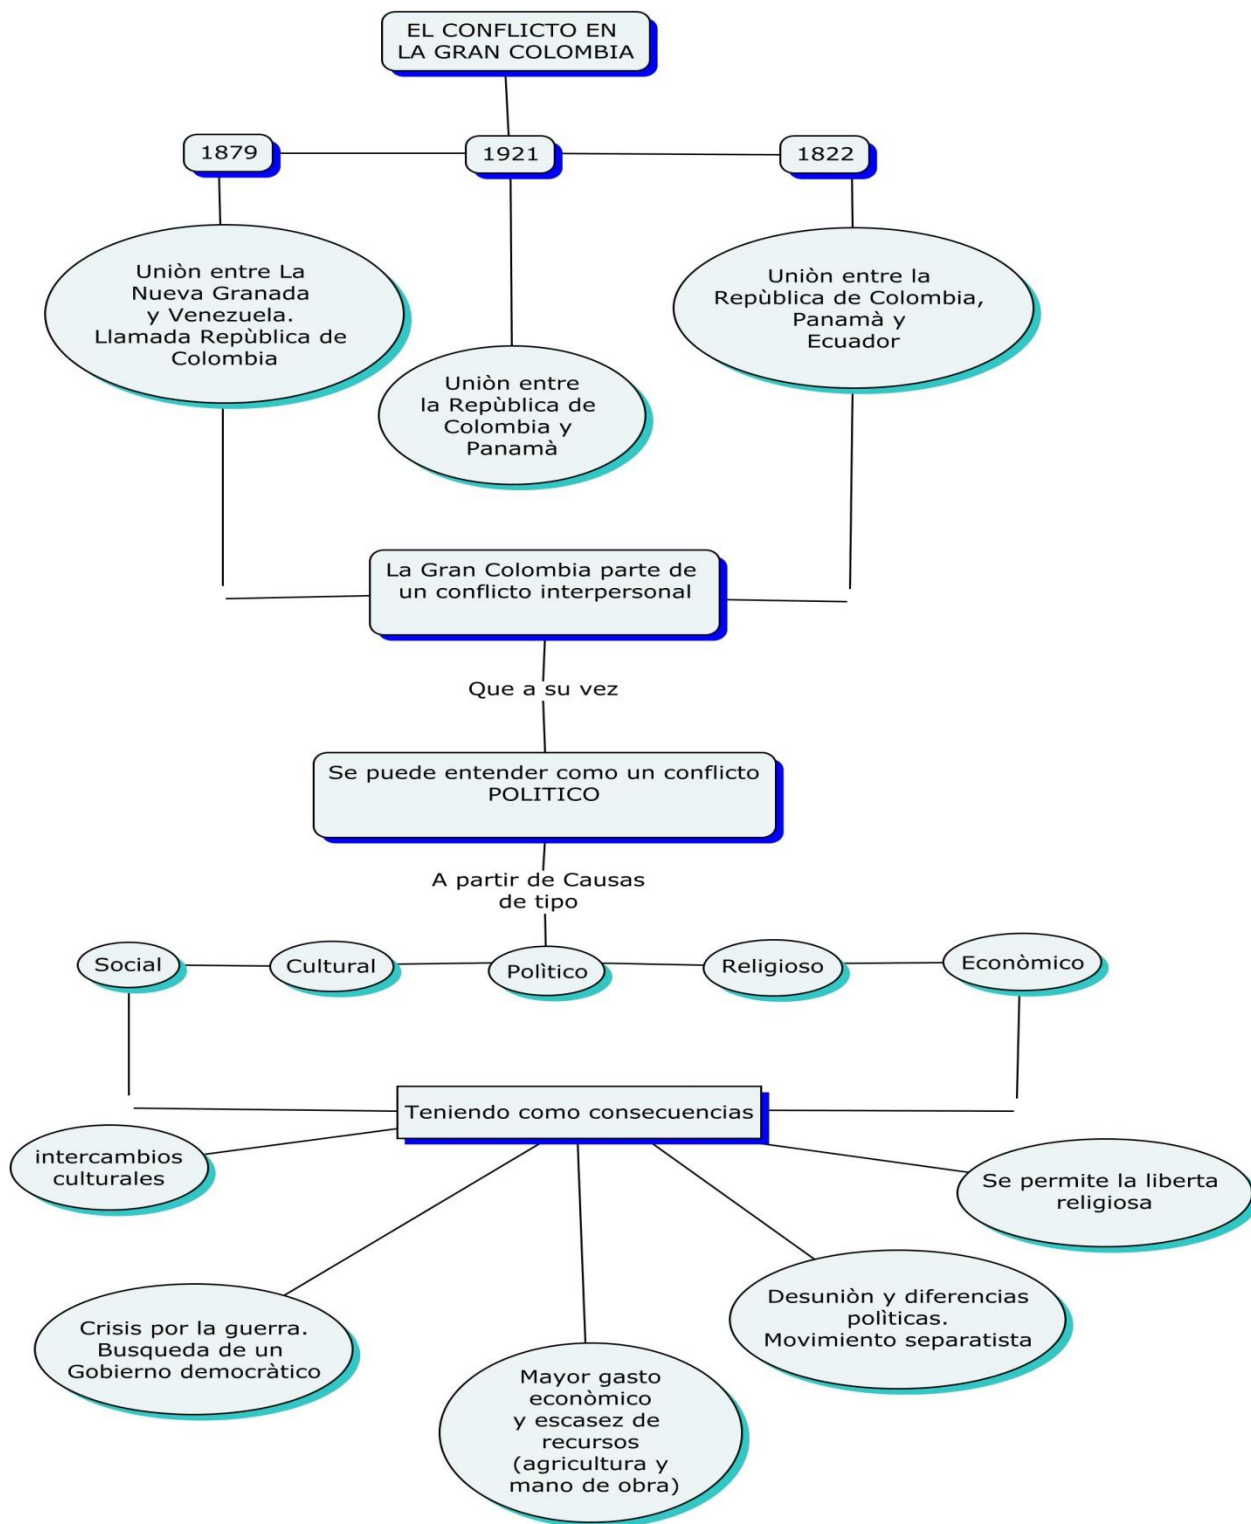 EL CONFLICTO EN
LA GRAN COLOMBIA
1879
1921
1822
Uniòn entre La
Nueva Granada
y Venezuela.
Llamada Repùblica de
Colombia
Uniòn entre
la Repùblica de
Colombia y
Panamà
Uniòn entre la
Repùblica de Colombia,
Panamà y
Ecuador
La Gran Colombia parte de
un conflicto interpersonal
Que a su vez
Se puede entender como un conflicto
POLITICO
A partir de Causas
de tipo
Social
Cultural
Polìtico
Religioso
Econòmico
Teniendo como consecuencias
intercambios
culturales
Crisis por la guerra.
Busqueda de un
Gobierno democràtico
Mayor gasto
econòmico
y escasez de
recursos
(agricultura y
mano de obra)
Desuniòn y diferencias
polìticas.
Movimiento separatista
Se permite la liberta
religiosa